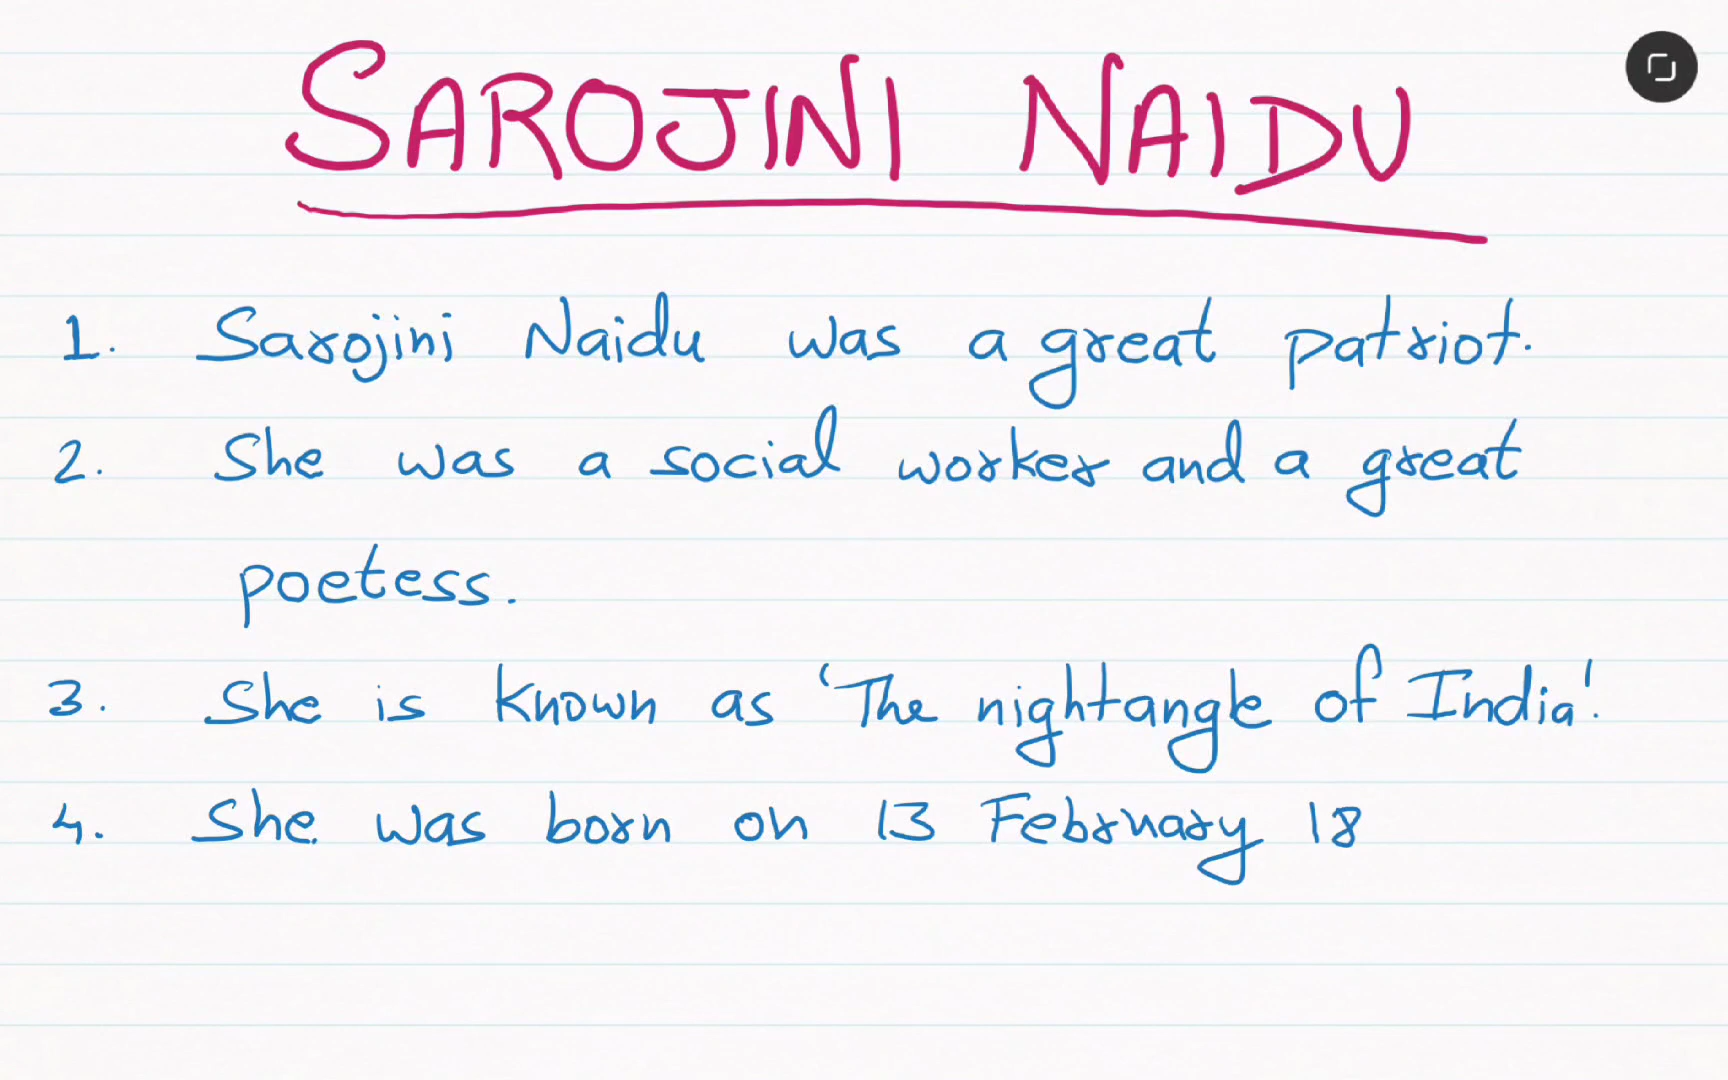 SAROJINI NAIDU
1. Sarojini Naidu was a great patriot.
2. She was a social worker and a great
poetess.
3. She is known as 'The nightangle of India'.
4. She was born on 13 February 18